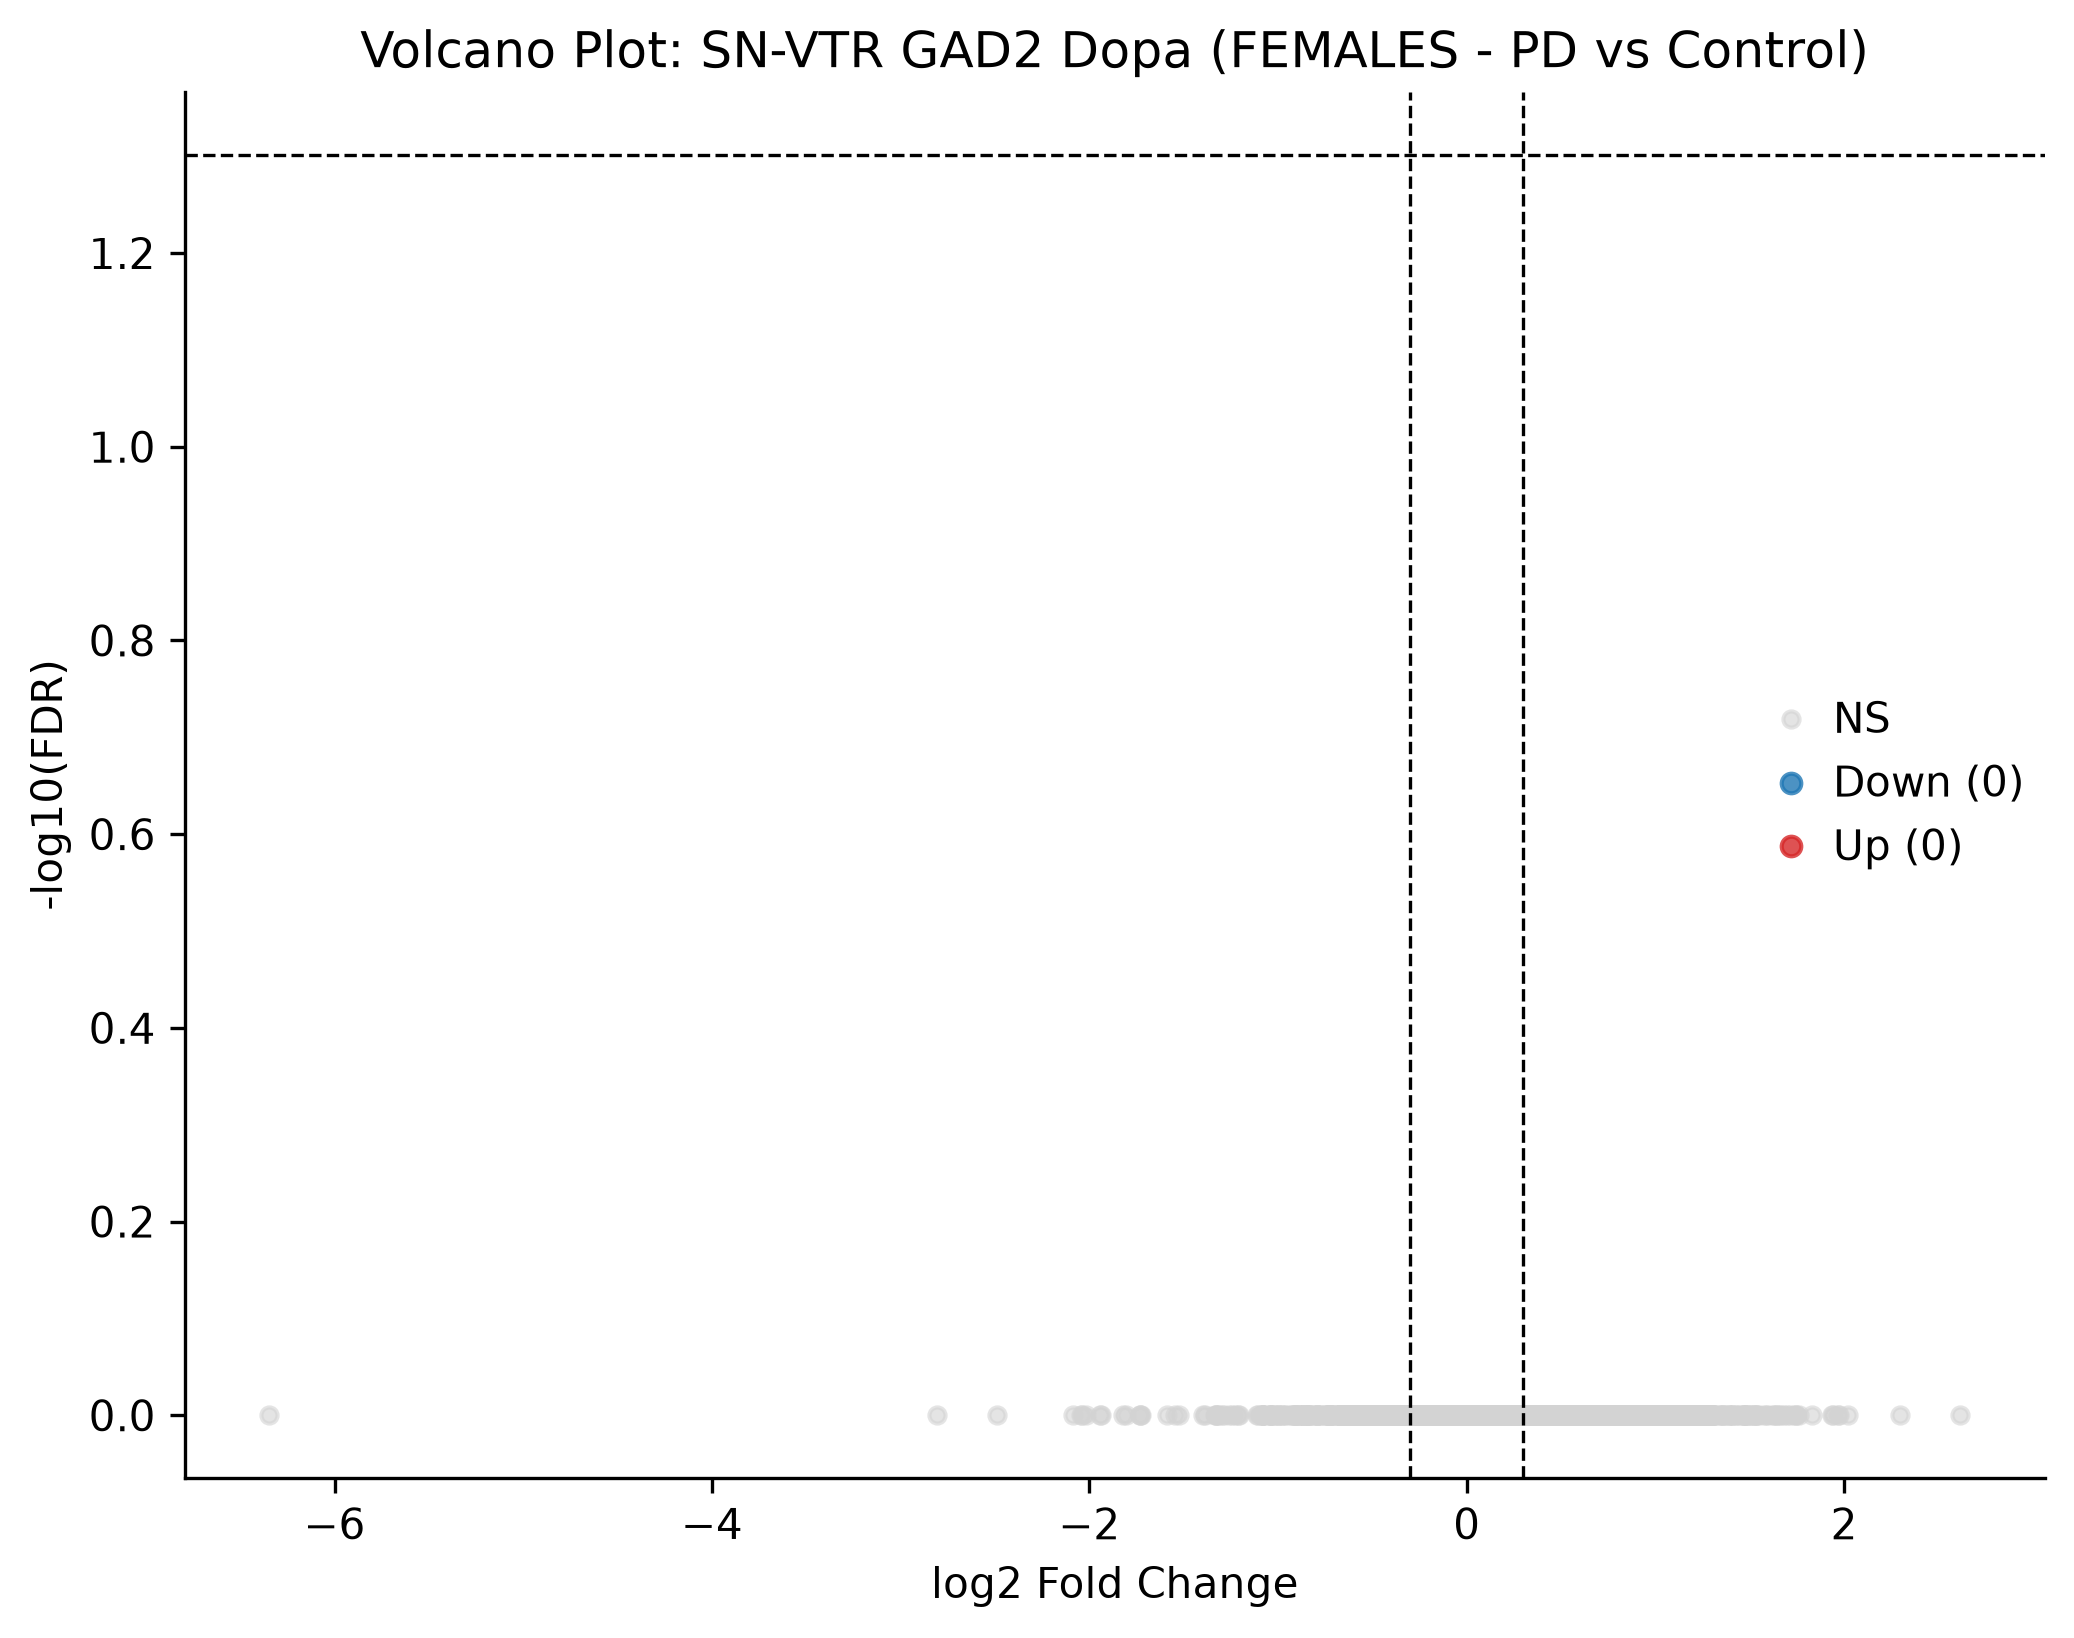 Volcano Plot: SN-VTR GAD2 Dopa (FEMALES - PD vs Control)
-log10(FDR)
1.2
1.0
0.8
0.6
0.4
0.2
0.0
NS
Down (0)
Up (0)
−6
−4
−2
0
2
log2 Fold Change